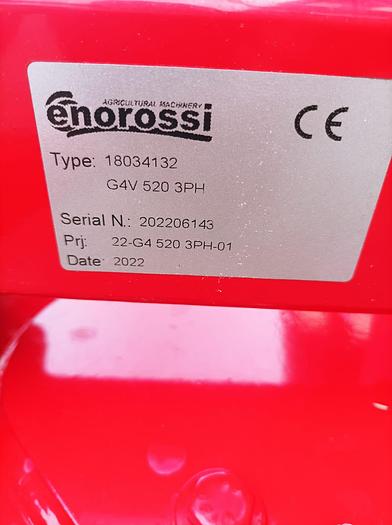 AGRICULTURAL MACHINERY
enorossi
CE
Type: 18034132
G4V 520 3PH
Serial N.: 202206143
Prj: 22-G4 520 3PH-01
Date: 2022